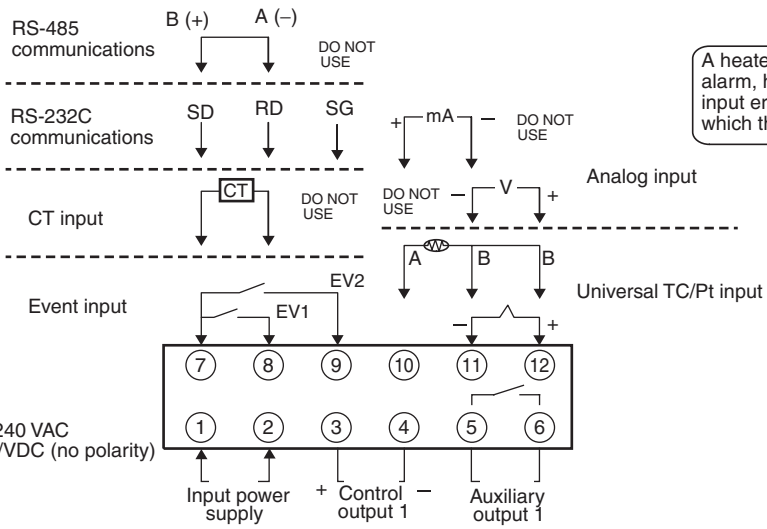 RS-485
communications
B (+)
A (−)
DO NOT
USE
RS-232C
communications
SD
RD
SG
+
mA
−
DO NOT
USE
A heate
alarm, h
input er
which th
CT input
CT
DO NOT
USE
DO NOT
USE
−
V
+
Analog input
Event input
EV2
EV1
A
B
B
Universal TC/Pt input
−
+
7
8
9
10
11
12
240 VAC
/VDC (no polarity)
1
2
3
4
5
6
Input power
supply
+
Control
output 1
−
Auxiliary
output 1